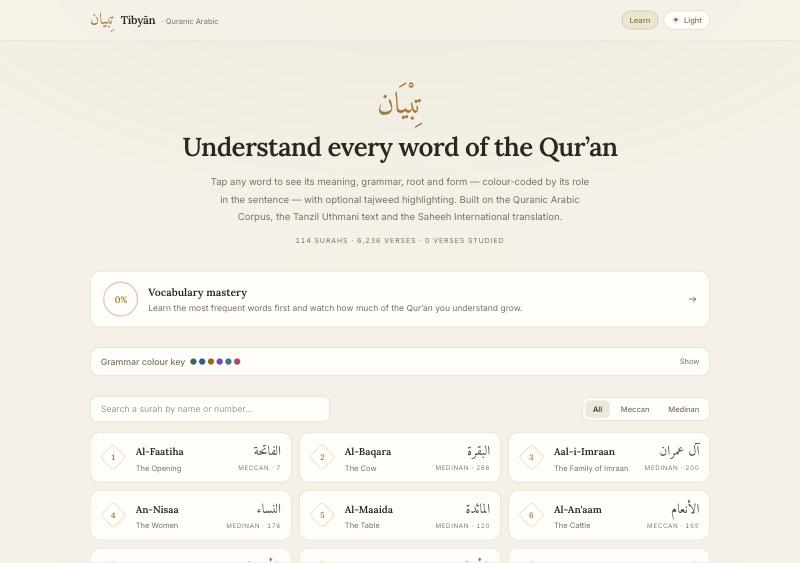 تِبيان Tibyān · Quranic Arabic Learn Light
تِبْيَان
Understand every word of the Qur’an
Tap any word to see its meaning, grammar, root and form — colour-coded by its role
in the sentence — with optional tajweed highlighting. Built on the Quranic Arabic
Corpus, the Tanzil Uthmani text and the Saheeh International translation.
114 SURAHS · 6,236 VERSES · 0 VERSES STUDIED
0% Vocabulary mastery
Learn the most frequent words first and watch how much of the Qur’an you understand grow. →
Grammar colour key Show
Search a surah by name or number... All Meccan Medinan
1 Al-Faatiha الفاتحة
The Opening MECCAN · 7
2 Al-Baqara البقرة
The Cow MEDINAN · 286
3 Aal-i-Imraan آل عمران
The Family of Imraan MEDINAN · 200
4 An-Nisaa النساء
The Women MEDINAN · 176
5 Al-Maaida المائدة
The Table MEDINAN · 120
6 Al-An'aam الأنعام
The Cattle MECCAN · 165